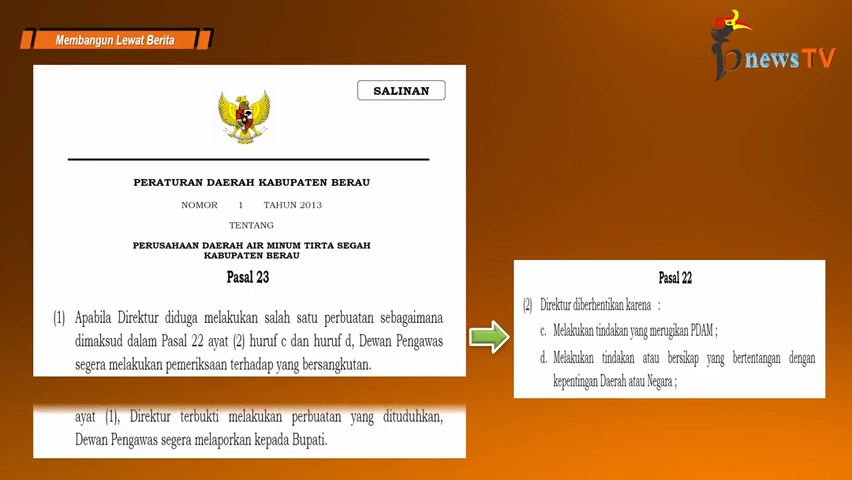 Membangun Lewat Berita
pnewsTV
SALINAN
PERATURAN DAERAH KABUPATEN BERAU
NOMOR 1 TAHUN 2013
TENTANG
PERUSAHAAN DAERAH AIR MINUM TIRTA SEGAH
KABUPATEN BERAU
Pasal 23
(1) Apabila Direktur diduga melakukan salah satu perbuatan sebagaimana
dimaksud dalam Pasal 22 ayat (2) huruf c dan huruf d, Dewan Pengawas
segera melakukan pemeriksaan terhadap yang bersangkutan.
ayat (1), Direktur terbukti melakukan perbuatan yang dituduhkan,
Dewan Pengawas segera melaporkan kepada Bupati.
Pasal 22
(2) Direktur diberhentikan karena :
c. Melakukan tindakan yang merugikan PDAM ;
d. Melakukan tindakan atau bersikap yang bertentangan dengan
kepentingan Daerah atau Negara ;